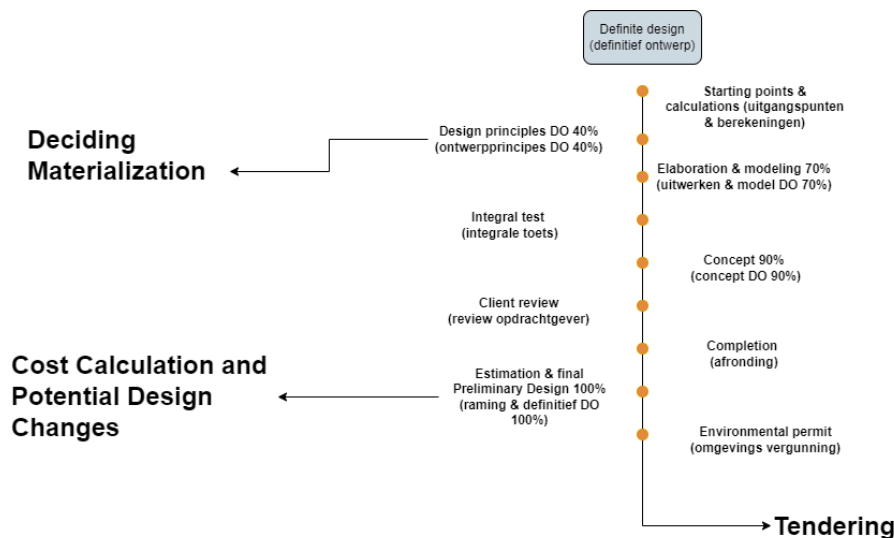 Definite design
(definitief ontwerp)
Starting points &
calculations (uitgangspunten
& berekeningen)
Deciding
Materialization
Design principles DO 40%
(ontwerpprincipes DO 40%)
Elaboration & modeling 70%
(uitwerken & model DO 70%)
Integral test
(integrale toets)
Concept 90%
(concept DO 90%)
Client review
(review opdrachtgever)
Completion
(afronding)
Cost Calculation and
Potential Design
Changes
Estimation & final
Preliminary Design 100%
(raming & definitief DO
100%)
Environmental permit
(omgevings vergunning)
Tendering